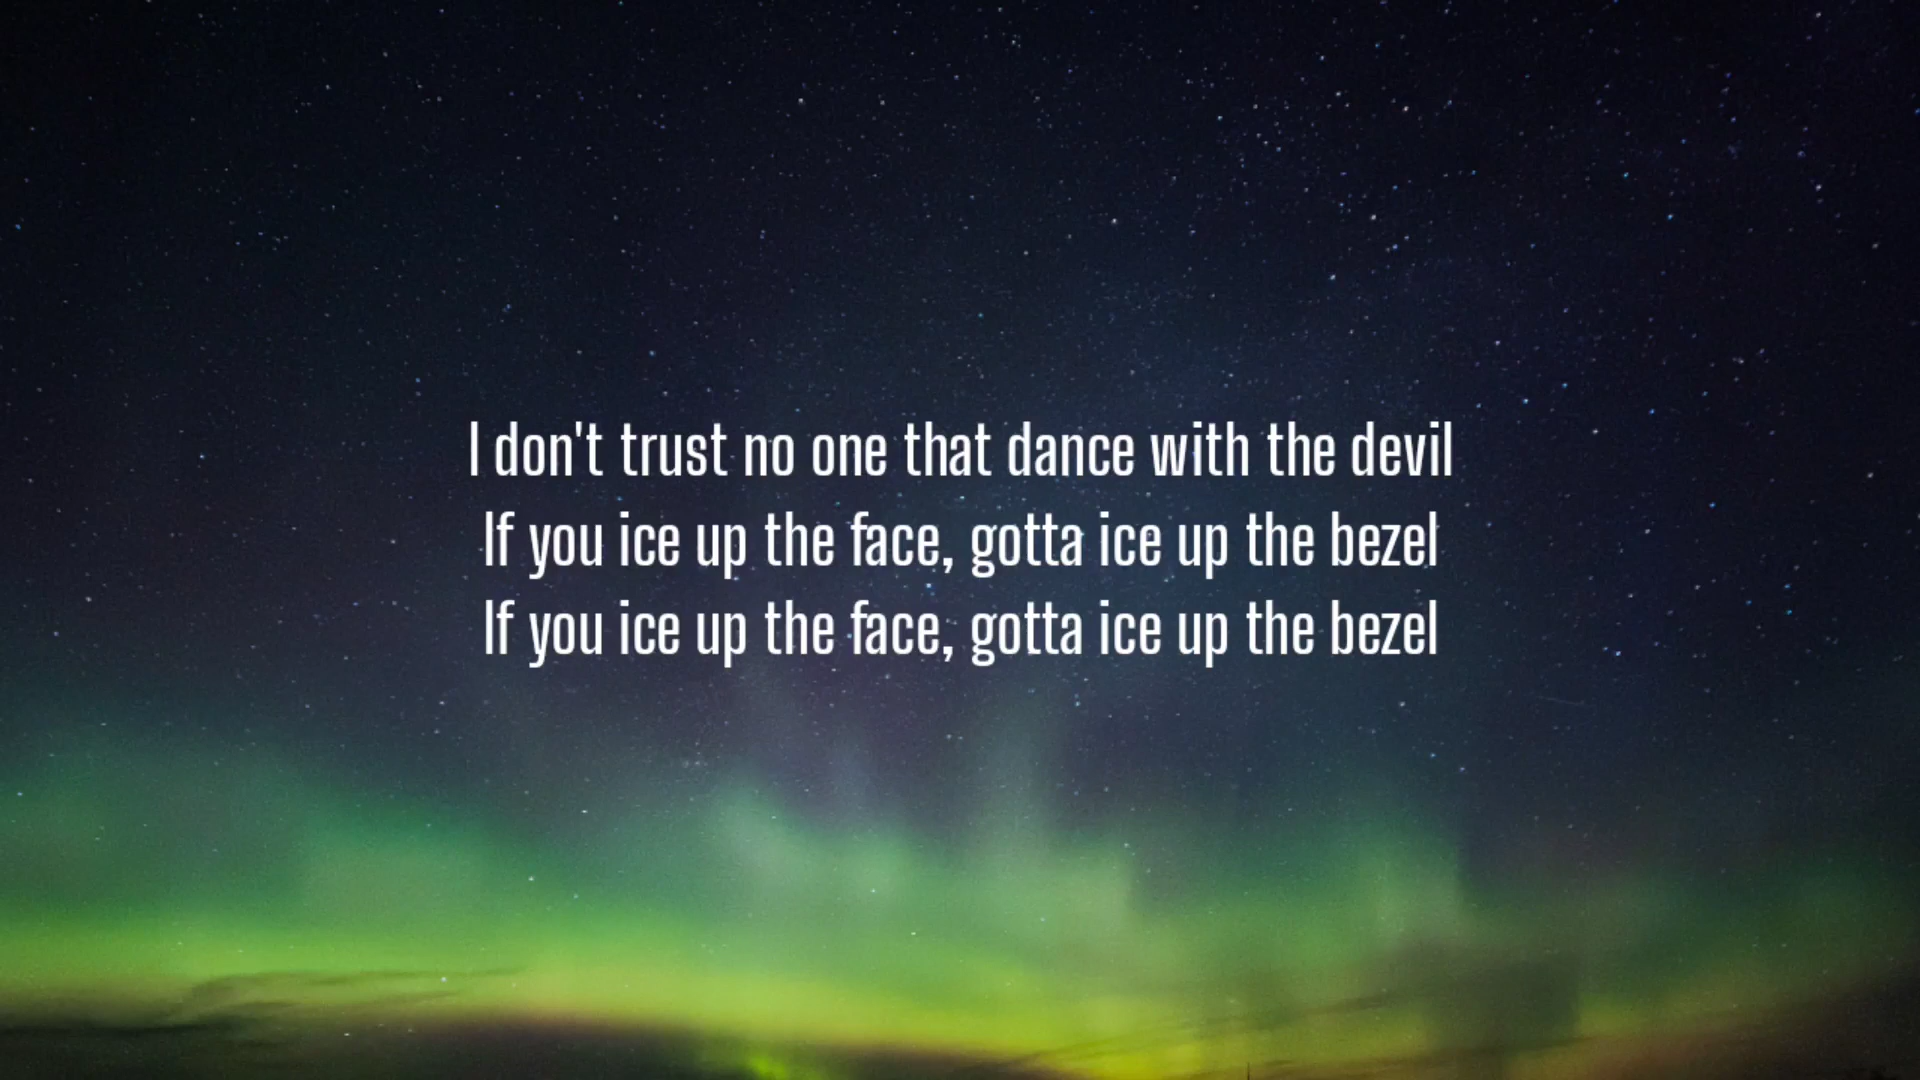 I don't trust no one that dance with the devil
If you ice up the face, gotta ice up the bezel
If you ice up the face, gotta ice up the bezel